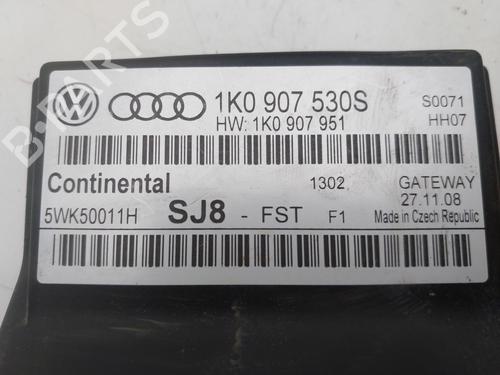 1K0 907 530S S0071
HW: 1K0 907 951 HH07
Continental 1302 GATEWAY
27.11.08
5WK50011H SJ8 - FST F1 Made in Czech Republic
B-PARTS